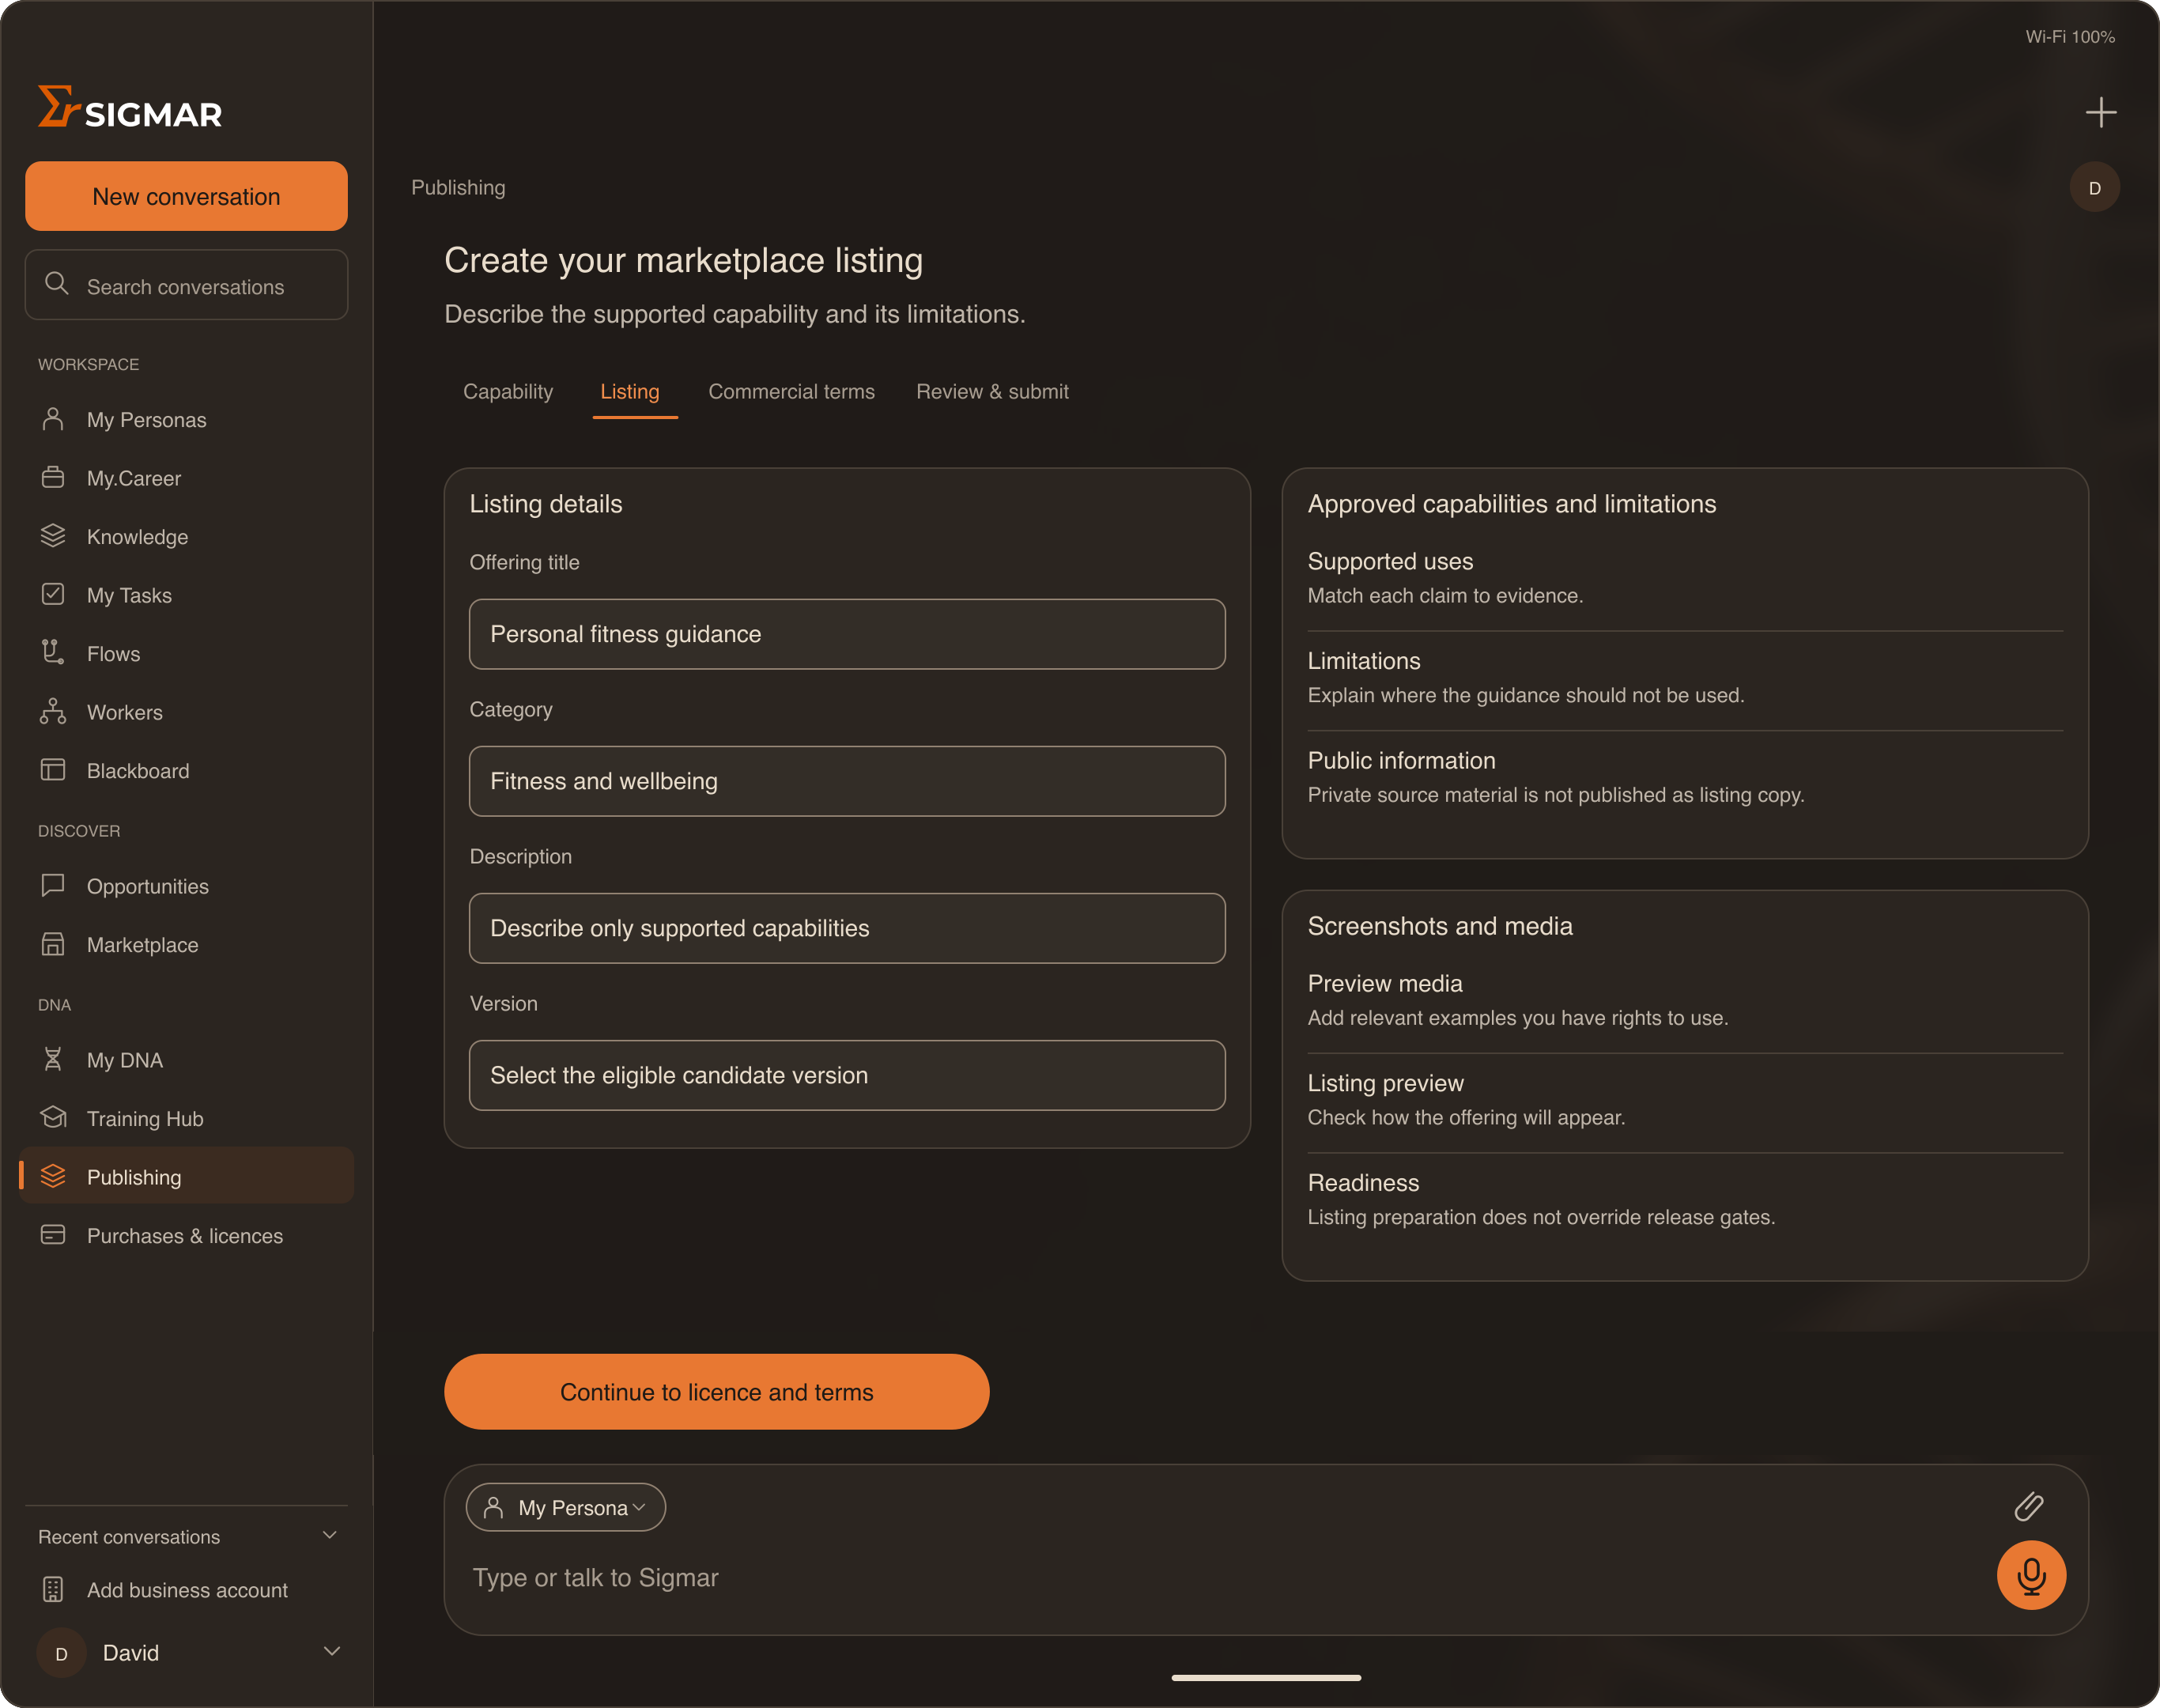 Wi-Fi 100%
SIGMAR
New conversation
Search conversations
WORKSPACE
My Personas
My.Career
Knowledge
My Tasks
Flows
Workers
Blackboard
DISCOVER
Opportunities
Marketplace
DNA
My DNA
Training Hub
Publishing
Purchases & licences
Recent conversations
Add business account
D
David
Publishing
D
Create your marketplace listing
Describe the supported capability and its limitations.
Capability
Listing
Commercial terms
Review & submit
Listing details
Offering title
Personal fitness guidance
Category
Fitness and wellbeing
Description
Describe only supported capabilities
Version
Select the eligible candidate version
Approved capabilities and limitations
Supported uses
Match each claim to evidence.
Limitations
Explain where the guidance should not be used.
Public information
Private source material is not published as listing copy.
Screenshots and media
Preview media
Add relevant examples you have rights to use.
Listing preview
Check how the offering will appear.
Readiness
Listing preparation does not override release gates.
Continue to licence and terms
My Persona
Type or talk to Sigmar